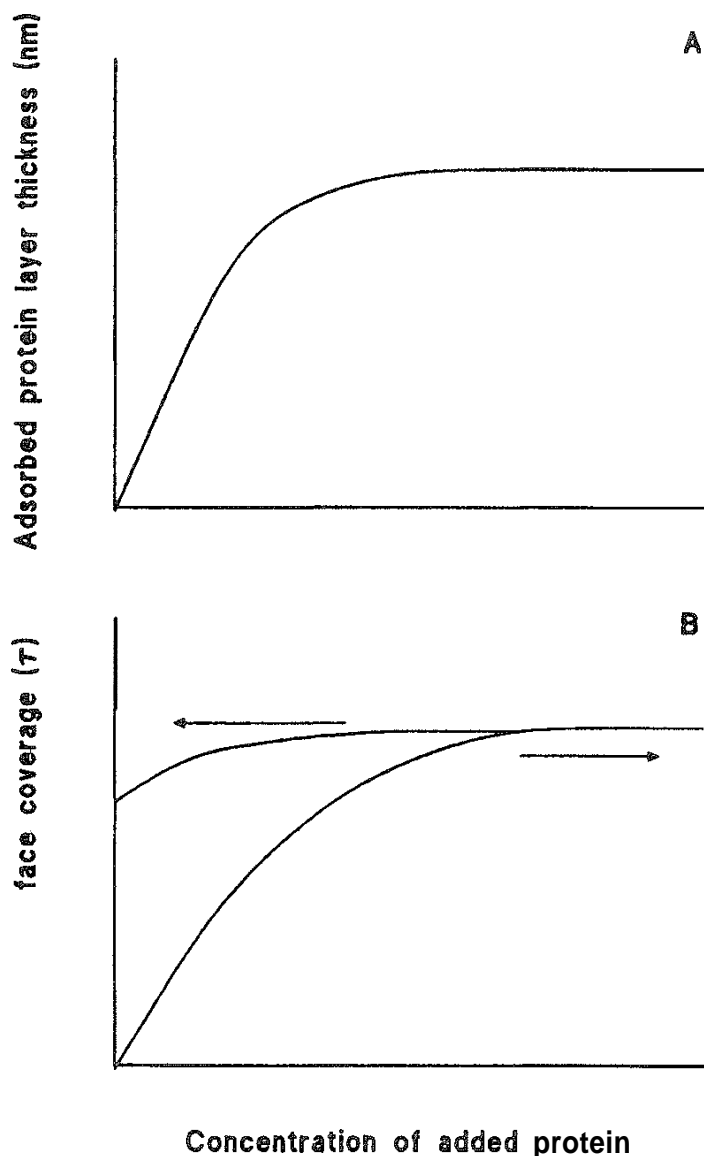 A
Adsorbed protein layer thickness (nm)
B
face coverage (τ)
Concentration of added protein